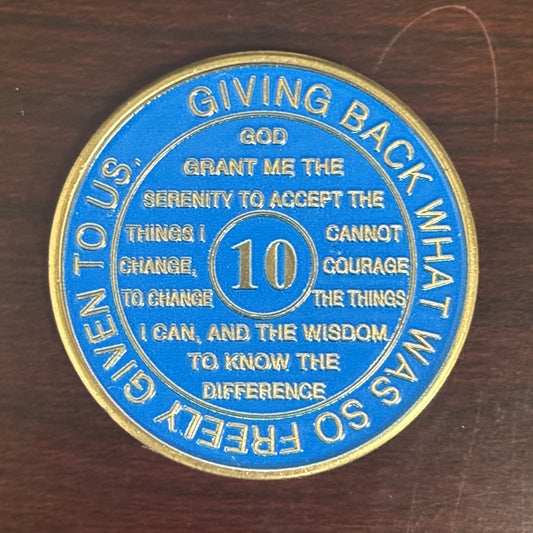 GIVING BACK WHAT WAS SO FREELY GIVEN TO US.
GOD
GRANT ME THE
SERENITY TO ACCEPT THE
THINGS I CANNOT
CHANGE, COURAGE
TO CHANGE THE THINGS
I CAN, AND THE WISDOM
TO KNOW THE
DIFFERENCE
10